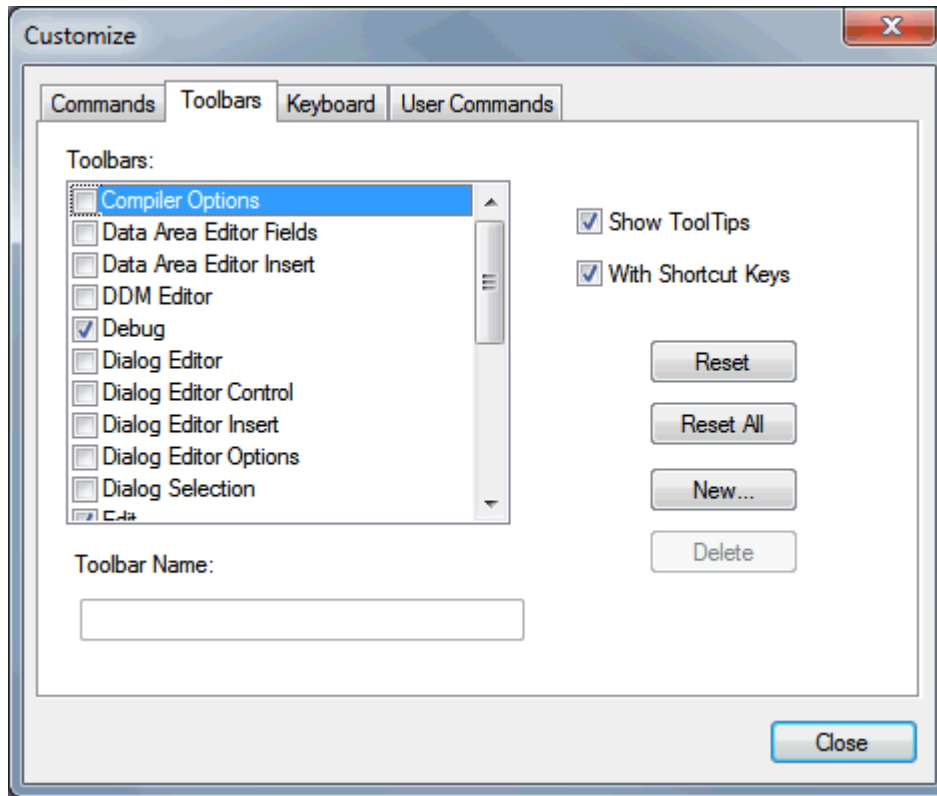 Customize
Commands Toolbars Keyboard User Commands
Toolbars:
Compiler Options
Data Area Editor Fields
Data Area Editor Insert
DDM Editor
Debug
Dialog Editor
Dialog Editor Control
Dialog Editor Insert
Dialog Editor Options
Dialog Selection
Edit
Show ToolTips
With Shortcut Keys
Reset
Reset All
New...
Delete
Toolbar Name:
Close